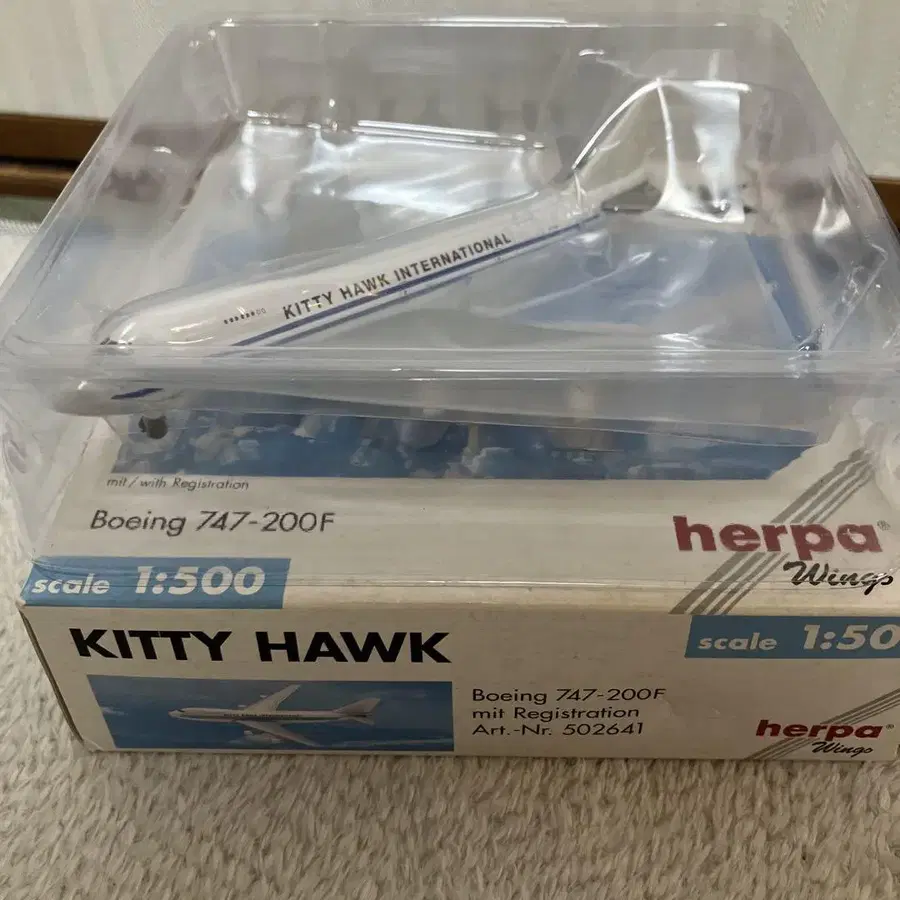 KITTY HAWK INTERNATIONAL
mit / with Registration
Boeing 747-200F
herpa®
Wings
scale 1:500
KITTY HAWK
scale 1:50
Boeing 747-200F
mit Registration
Art.-Nr. 502641
herpa®
Wings